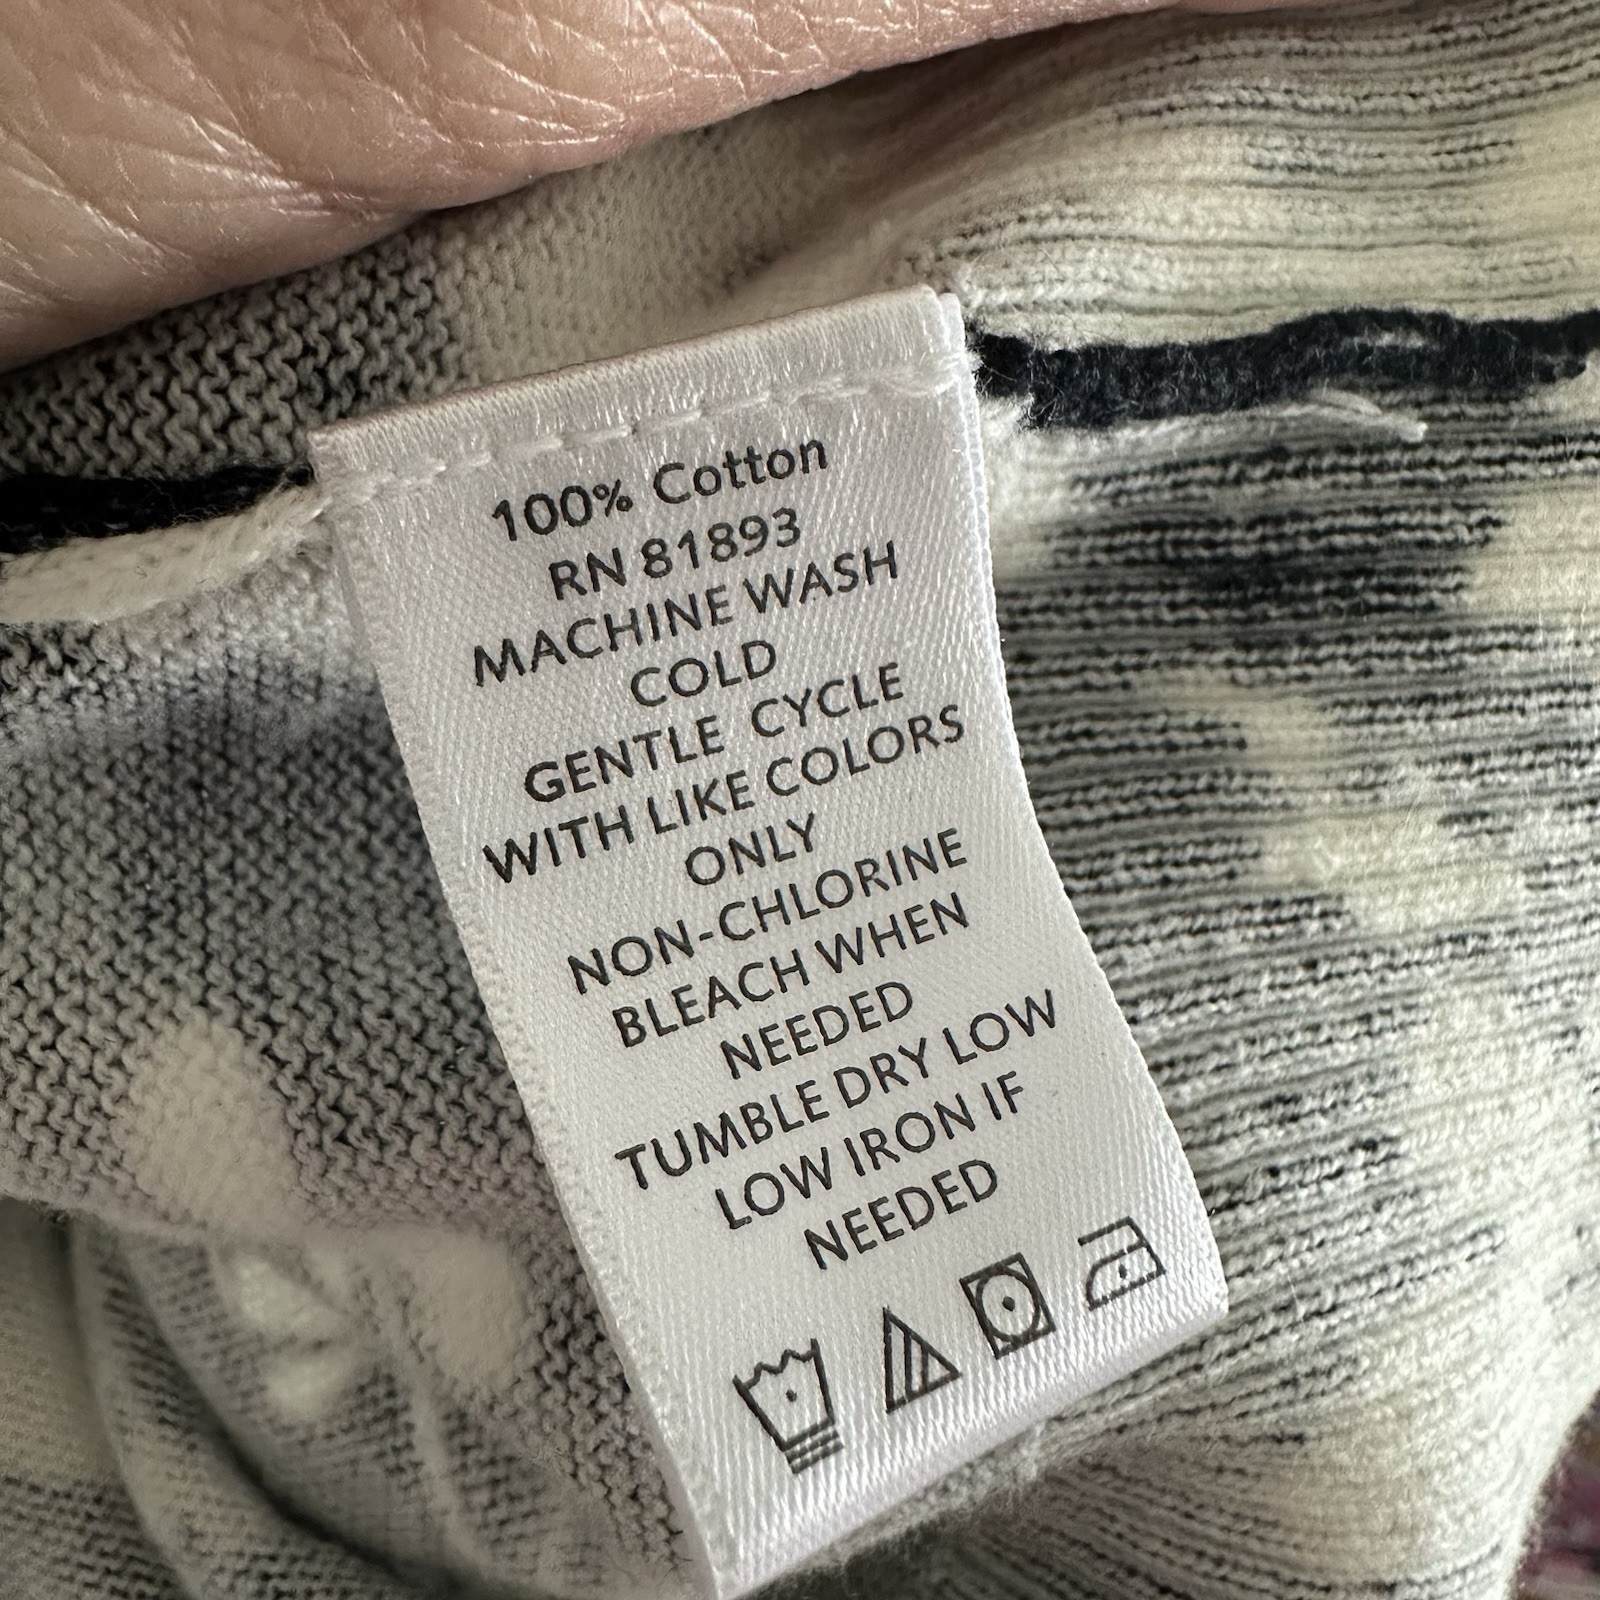 100% Cotton
RN 81893
MACHINE WASH
COLD
GENTLE CYCLE
WITH LIKE COLORS
ONLY
NON-CHLORINE
BLEACH WHEN
NEEDED
TUMBLE DRY LOW
LOW IRON IF
NEEDED